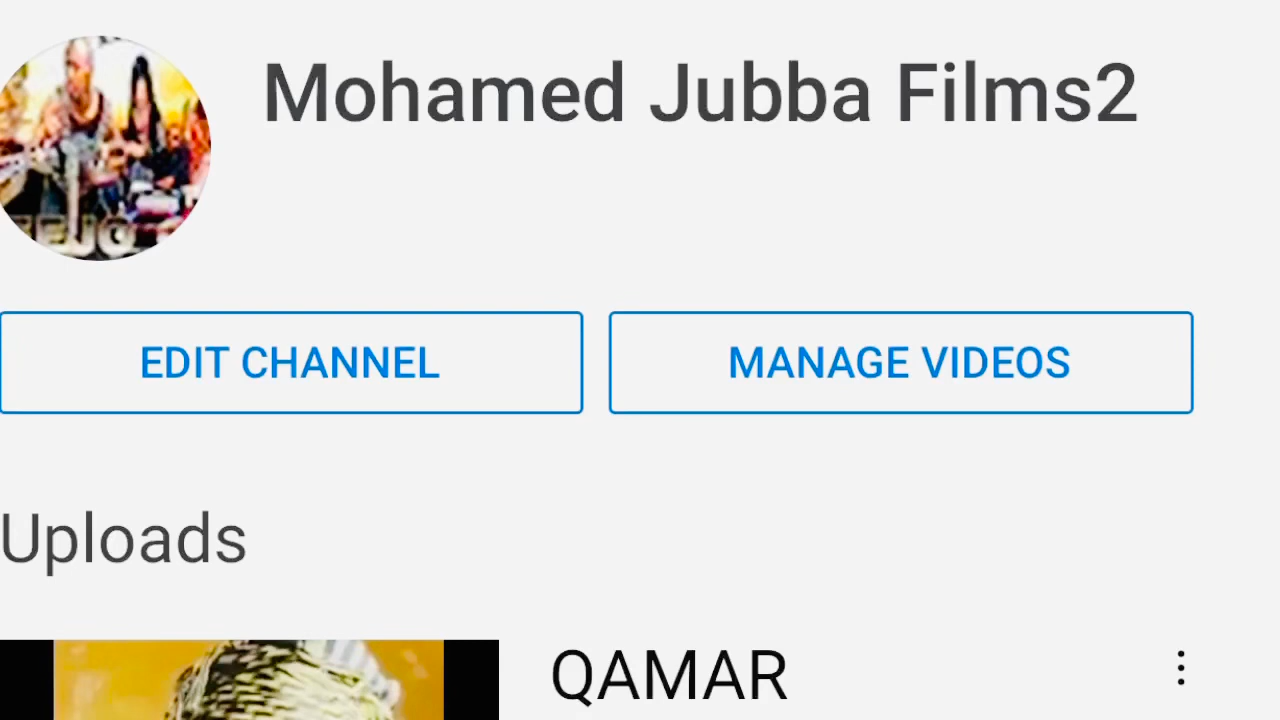 Mohamed Jubba Films2
EDIT CHANNEL
MANAGE VIDEOS
Uploads
QAMAR